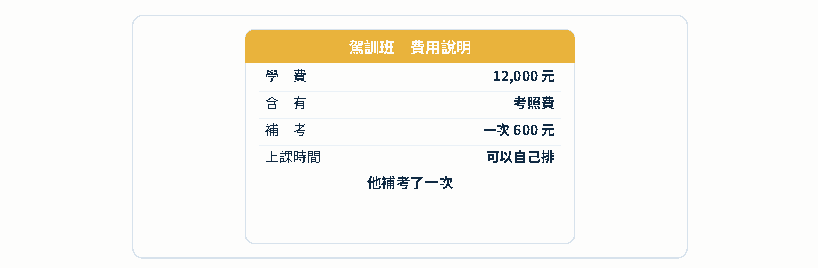 駕訓班　費用說明
學　費　12,000 元
含　有　考照費
補　考　一次 600 元
上課時間　可以自己排
他補考了一次